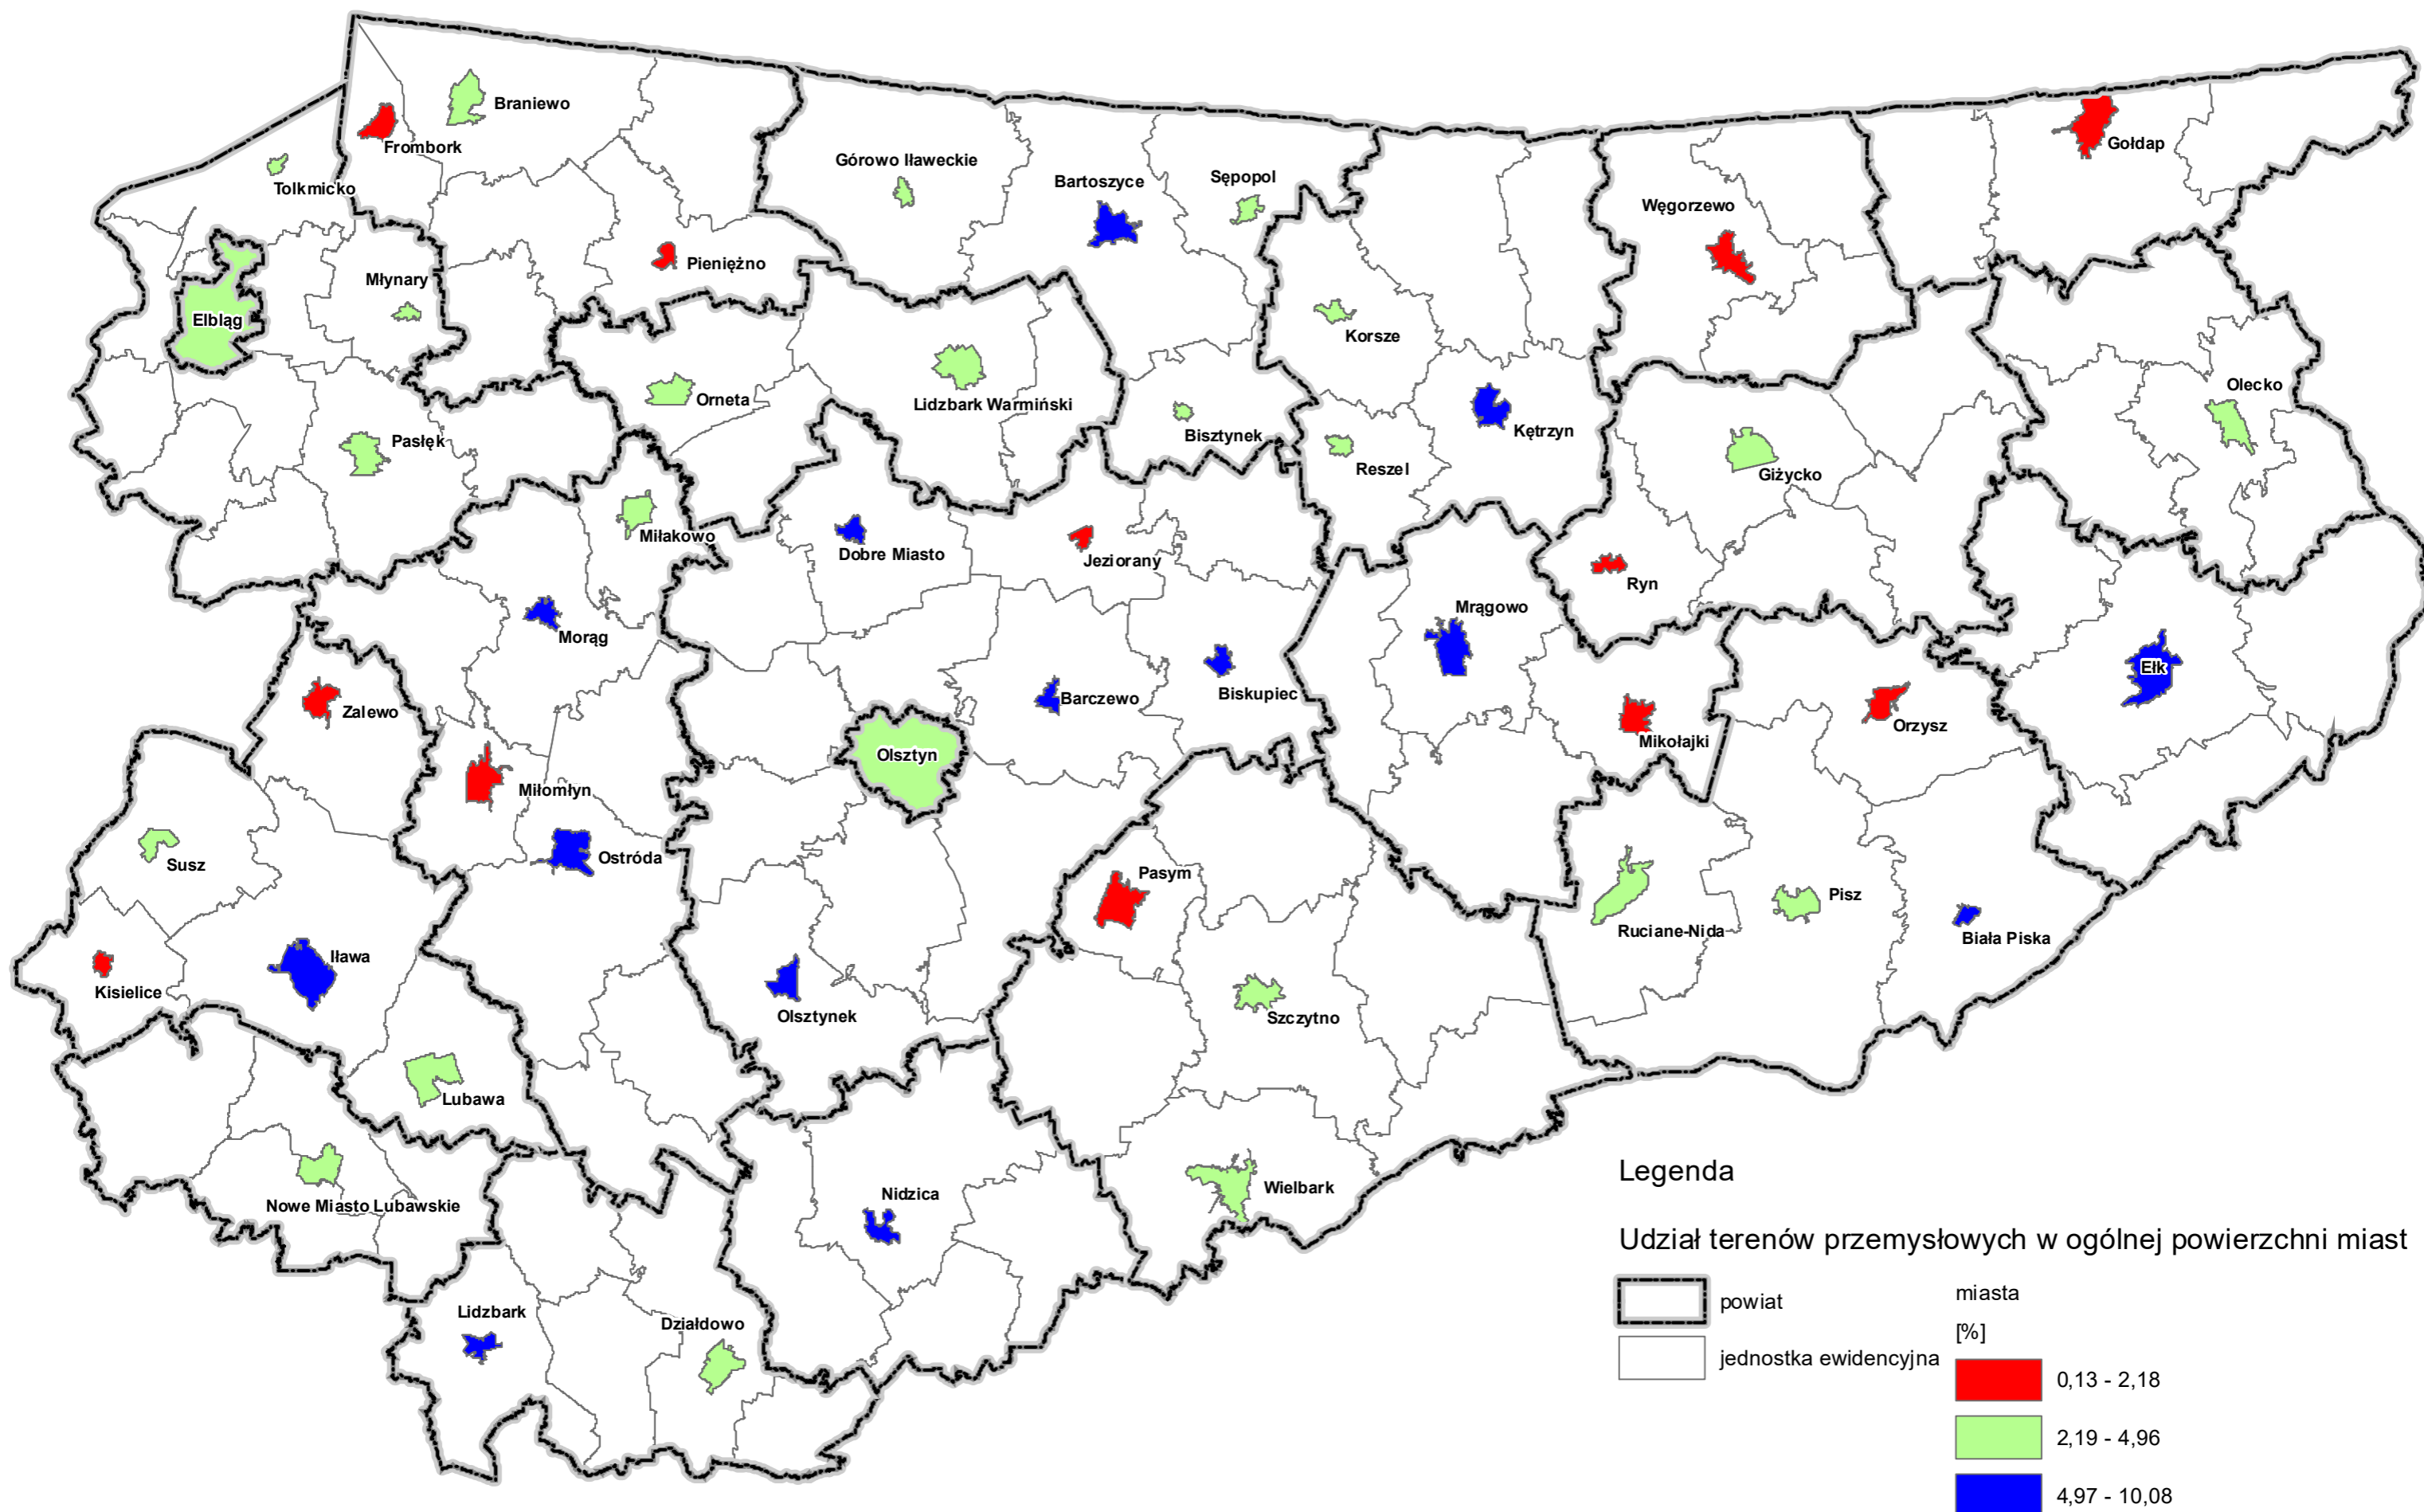 Braniewo
Frombork
Gołdap
Górowo Iławeckie
Bartoszyce
Sępopol
Tolkmicko
Węgorzewo
Pieniężno
Młynary
Elbląg
Korsze
Olecko
Orneta
Lidzbark Warmiński
Kętrzyn
Bisztynek
Pasłęk
Reszel
Giżycko
Miłakowo
Dobre Miasto
Jeziorany
Ryn
Mrągowo
Morąg
Ełk
Biskupiec
Barczewo
Zalewo
Orzysz
Mikołajki
Olsztyn
Miłomłyn
Ostróda
Susz
Pasym
Pisz
Ruciane-Nida
Biała Piska
Iława
Kisielice
Olsztynek
Szczytno
Lubawa
Wielbark
Nidzica
Nowe Miasto Lubawskie
Lidzbark
Działdowo
Legenda
Udział terenów przemysłowych w ogólnej powierzchni miast
powiat
jednostka ewidencyjna
miasta
[%]
0,13 - 2,18
2,19 - 4,96
4,97 - 10,08